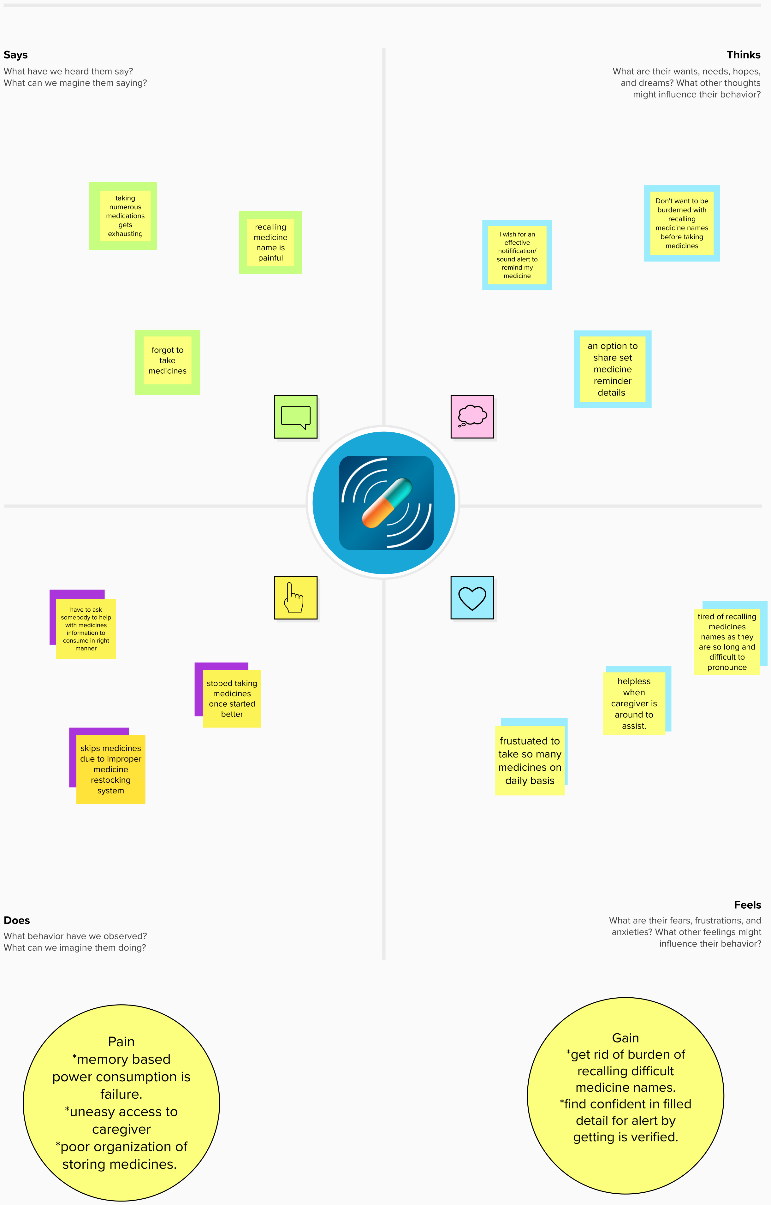 Says
What have we heard them say?
What can we magine them saying?
Thinks
What are their wants, needs, hopes,
and dreams? What other thoughts
might influence their behavior?
taking
numerous
medications
gets
exhausting
recalling
medicine
name is
painful
forgot to
take
medicines
I wish for an
effective
notiification/
sound alert to
remind my
medicine
Don't want to be
burdemed with
recalling
medicine names
before taking
medicines
an option to
share set
medicine
reminder
details
have to ask
somebody to help
with medicines
information to
consume in right
manner
stoped taking
medicines
once started
better
skips medicines
due to improper
medicine
restocking
system
tired of recalling
medicines
names as they
are so long and
difficult to
pronounce
helpless
when
caregiver is
around to
assist.
frustuated to
take so many
medicines on
daily basis
Does
What behavior have we observed?
What can we imagine them doing?
Feels
What are their fears, frustrations, and
anxieties? What other feelings might
influence their behavior?
Pain
*memory based
power consumption is
failure.
*uneasy access to
caregiver
*poor organization of
storing medicines.
Gain
*get rid of burden of
recalling difficult
medicine names.
*find confident in filled
detail for alert by
getting is verified.